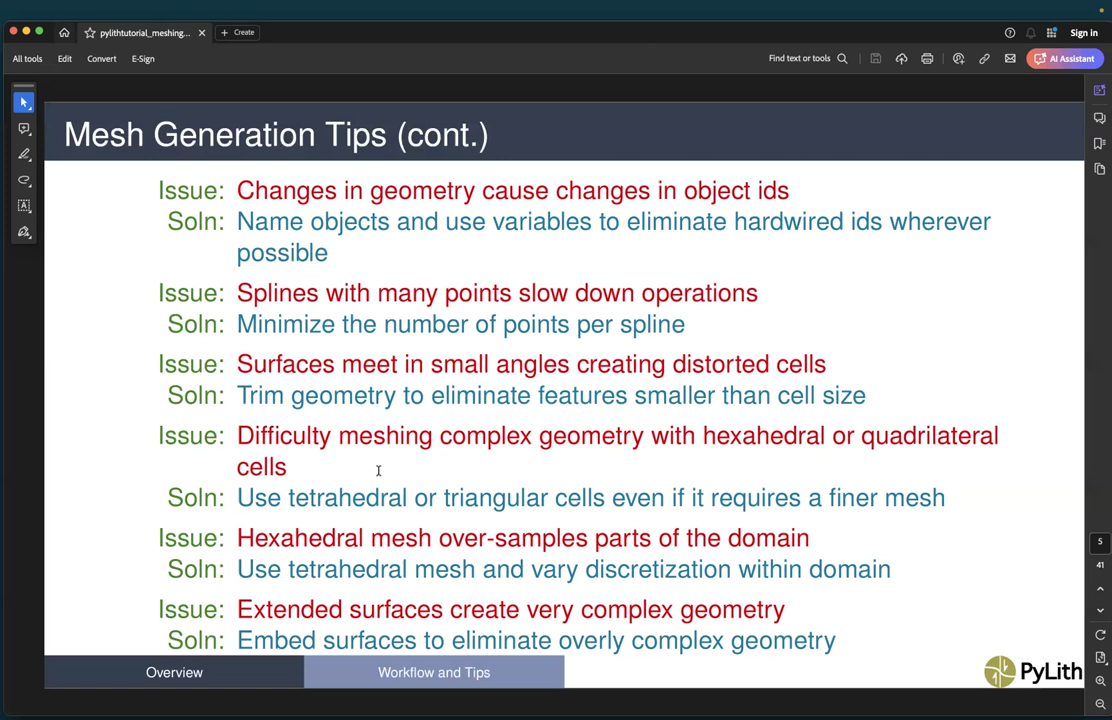 pylithtutorial_meshing...
Create
Sign in
All tools
Edit
Convert
E-Sign
Find text or tools
AI Assistant
Mesh Generation Tips (cont.)
Issue: Changes in geometry cause changes in object ids
Soln: Name objects and use variables to eliminate hardwired ids wherever
possible
Issue: Splines with many points slow down operations
Soln: Minimize the number of points per spline
Issue: Surfaces meet in small angles creating distorted cells
Soln: Trim geometry to eliminate features smaller than cell size
Issue: Difficulty meshing complex geometry with hexahedral or quadrilateral
cells
Soln: Use tetrahedral or triangular cells even if it requires a finer mesh
Issue: Hexahedral mesh over-samples parts of the domain
Soln: Use tetrahedral mesh and vary discretization within domain
Issue: Extended surfaces create very complex geometry
Soln: Embed surfaces to eliminate overly complex geometry
5
41
Overview
Workflow and Tips
PyLith